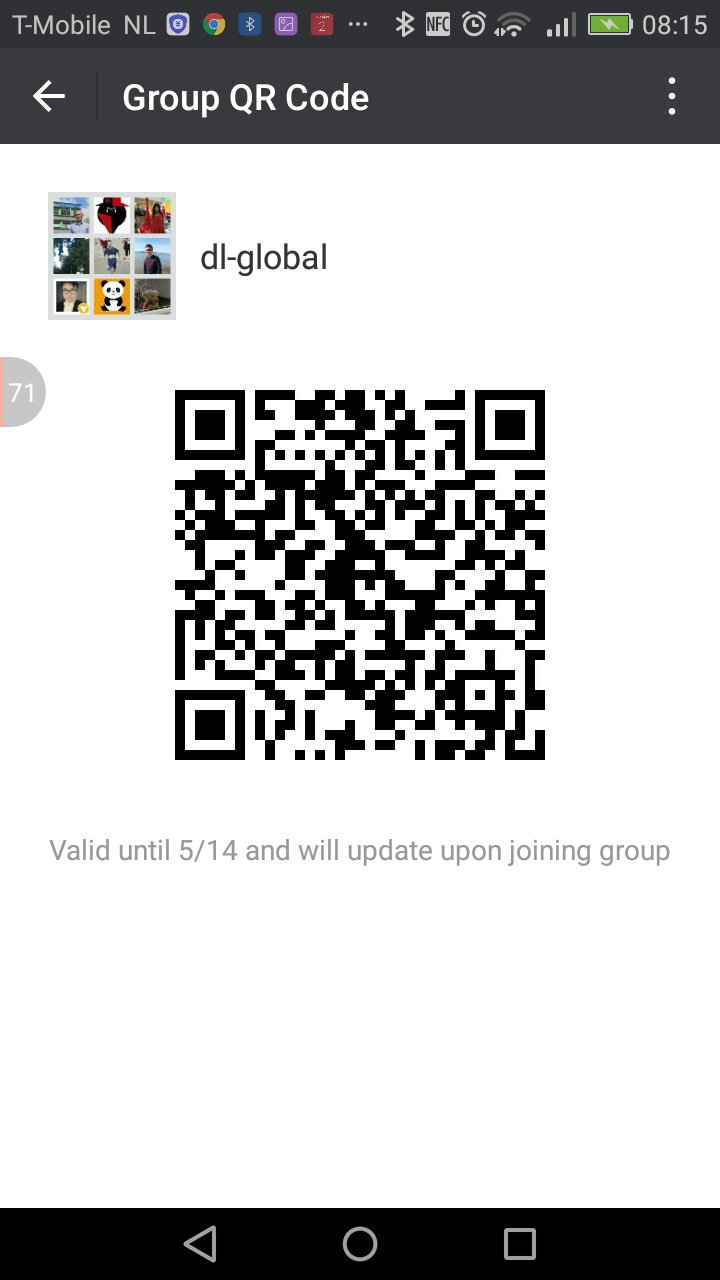 T-Mobile NL 08:15
Group QR Code
dl-global
71
Valid until 5/14 and will update upon joining group